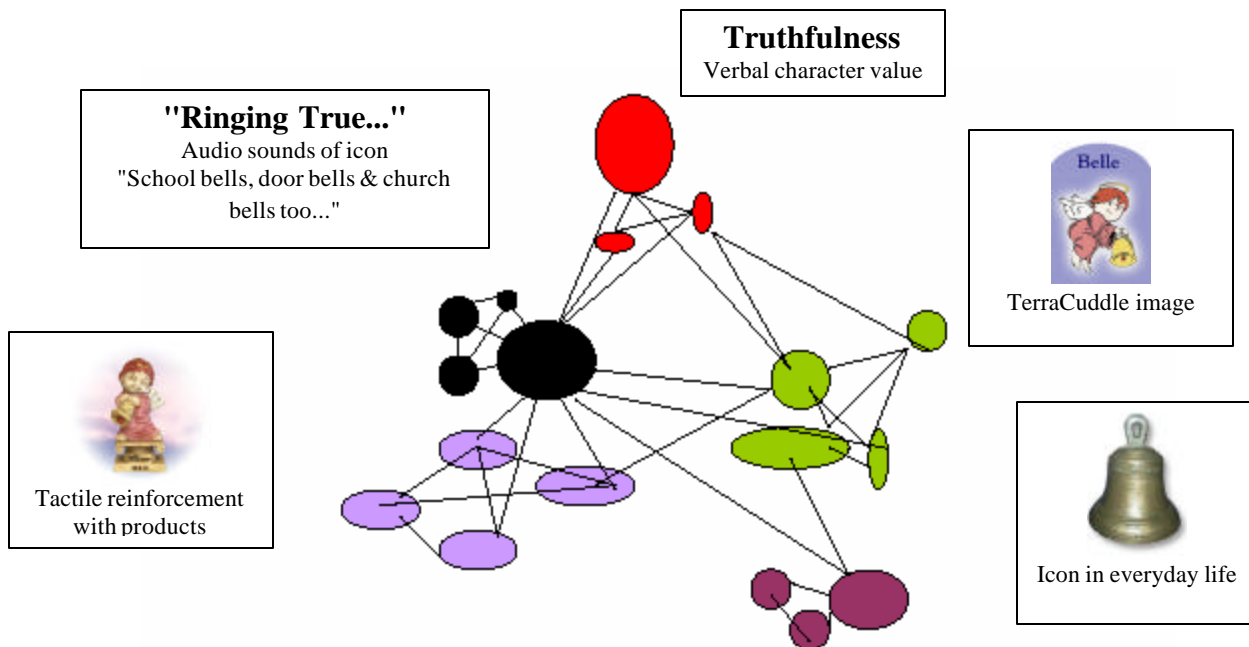 Truthfulness
Verbal character value
"Ringing True..."
Audio sounds of icon
"School bells, door bells & church
bells too..."
Belle
TerraCuddle image
Tactile reinforcement
with products
Icon in everyday life